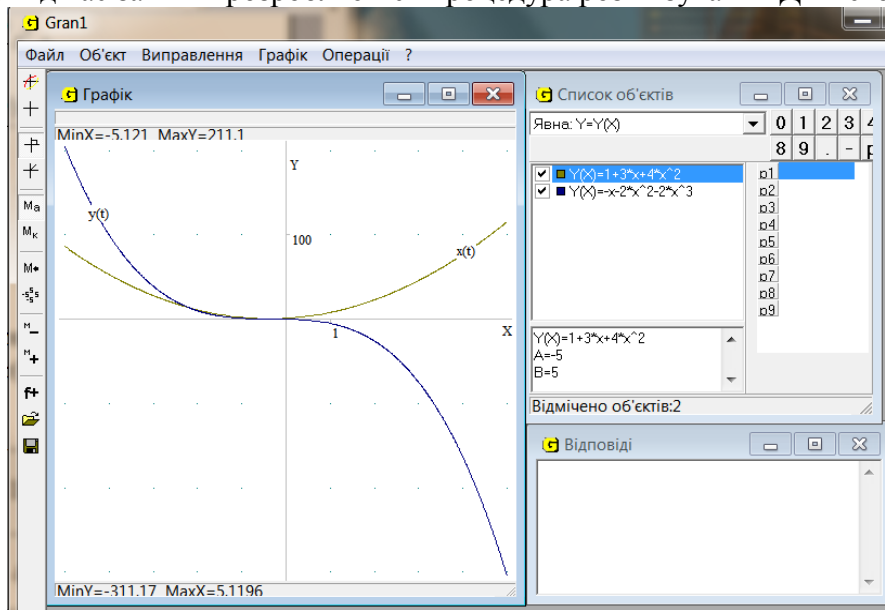 Gran1
Файл Об'єкт Виправлення Графік Операції ?
Графік
MinX=-5.121 MaxY=211.1
Y
y(t)
100
x(t)
1
X
MinY=-311.17 MaxX=5.1196
Ma
Mк
M*
-5
5
M
M
f+
Список об'єктів
Явна: Y=Y(X)
0 1 2 3 4
8 9 . -
Y(X)=1+3*x+4*x^2
Y(X)=-x-2*x^2-2*x^3
p1
p2
p3
p4
p5
p6
p7
p8
p9
Y(X)=1+3*x+4*x^2
A=-5
B=5
Відмічено об'єктів:2
Відповіді